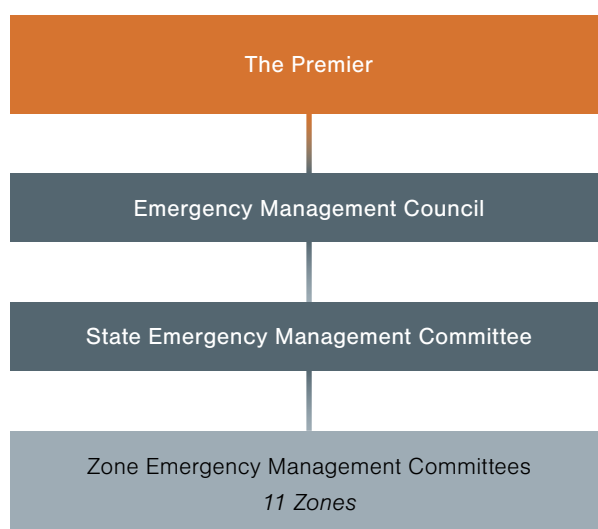 The Premier
Emergency Management Council
State Emergency Management Committee
Zone Emergency Management Committees
11 Zones